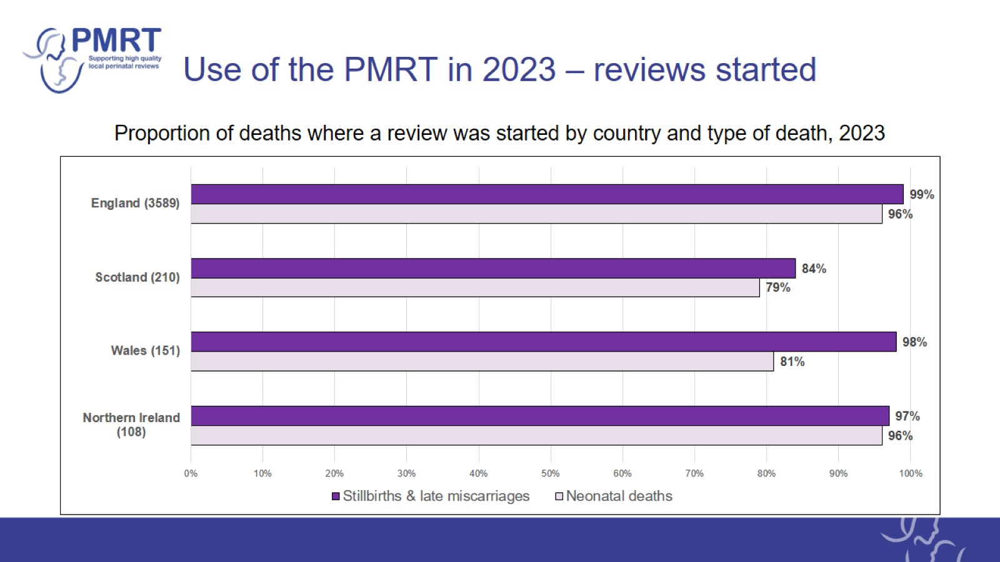 PMRT
Supporting high quality
local perinatal reviews
Use of the PMRT in 2023 – reviews started
Proportion of deaths where a review was started by country and type of death, 2023
England (3589)
99%
96%
Scotland (210)
84%
79%
Wales (151)
98%
81%
Northern Ireland
(108)
97%
96%
0% 10% 20% 30% 40% 50% 60% 70% 80% 90% 100%
Stillbirths & late miscarriages Neonatal deaths